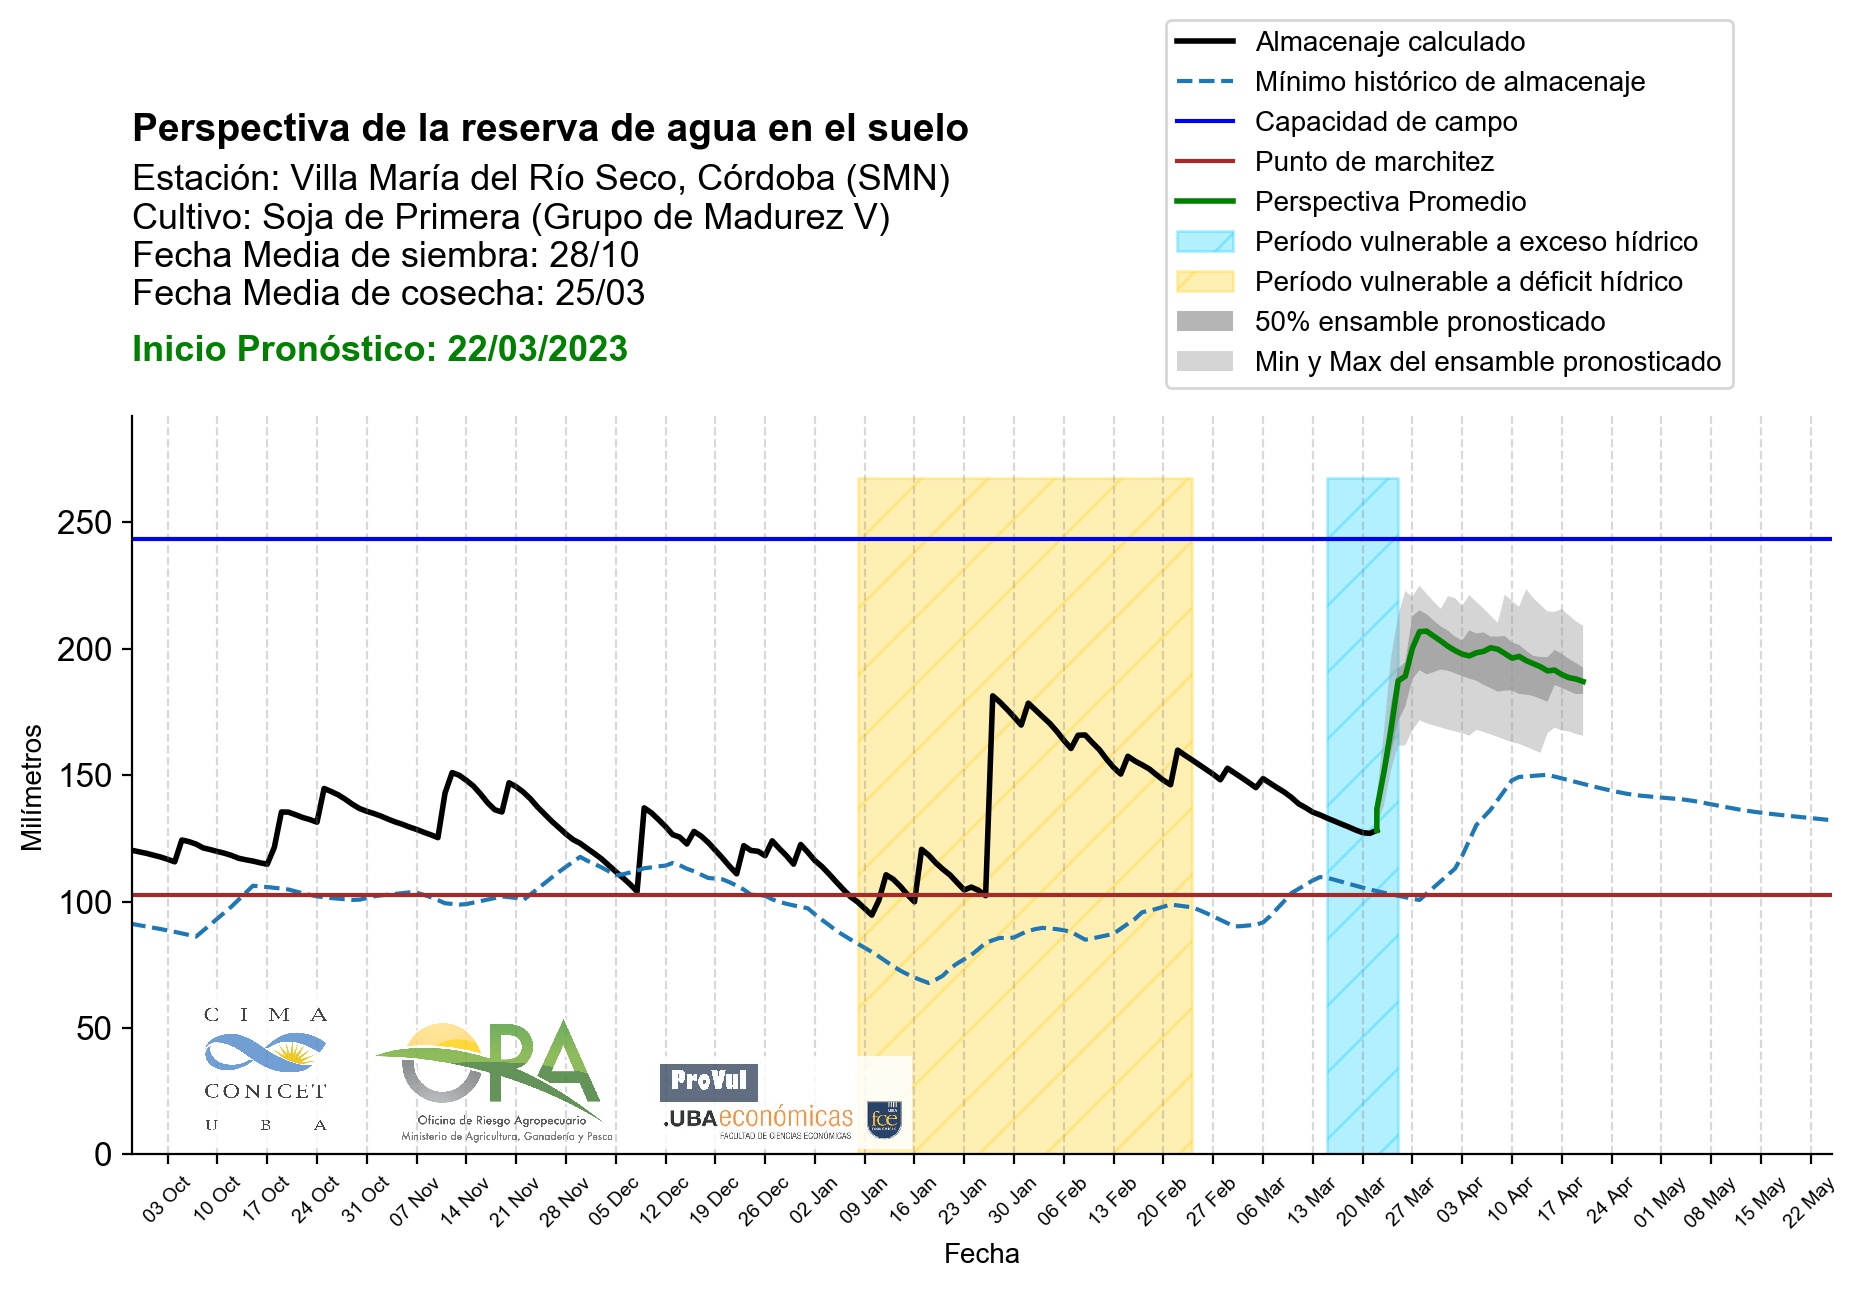 Almacenaje calculado
Mínimo histórico de almacenaje
Capacidad de campo
Punto de marchitez
Perspectiva Promedio
Período vulnerable a exceso hídrico
Período vulnerable a déficit hídrico
50% ensamble pronosticado
Min y Max del ensamble pronosticado
Perspectiva de la reserva de agua en el suelo
Estación: Villa María del Río Seco, Córdoba (SMN)
Cultivo: Soja de Primera (Grupo de Madurez V)
Fecha Media de siembra: 28/10
Fecha Media de cosecha: 25/03
Inicio Pronóstico: 22/03/2023
Milímetros
250
200
150
100
50
0
CIMA
CONICET
UBA
ORA
Oficina de Riesgo Agropecuario
Ministerio de Agricultura, Ganadería y Pesca
ProVul
.UBAeconómicas
FACULTAD DE CIENCIAS ECONÓMICAS
fce
03 Oct
10 Oct
17 Oct
24 Oct
31 Oct
07 Nov
14 Nov
21 Nov
28 Nov
05 Dec
12 Dec
19 Dec
26 Dec
02 Jan
09 Jan
16 Jan
23 Jan
30 Jan
06 Feb
13 Feb
20 Feb
27 Feb
06 Mar
13 Mar
20 Mar
27 Mar
03 Apr
10 Apr
17 Apr
24 Apr
01 May
08 May
15 May
22 May
Fecha